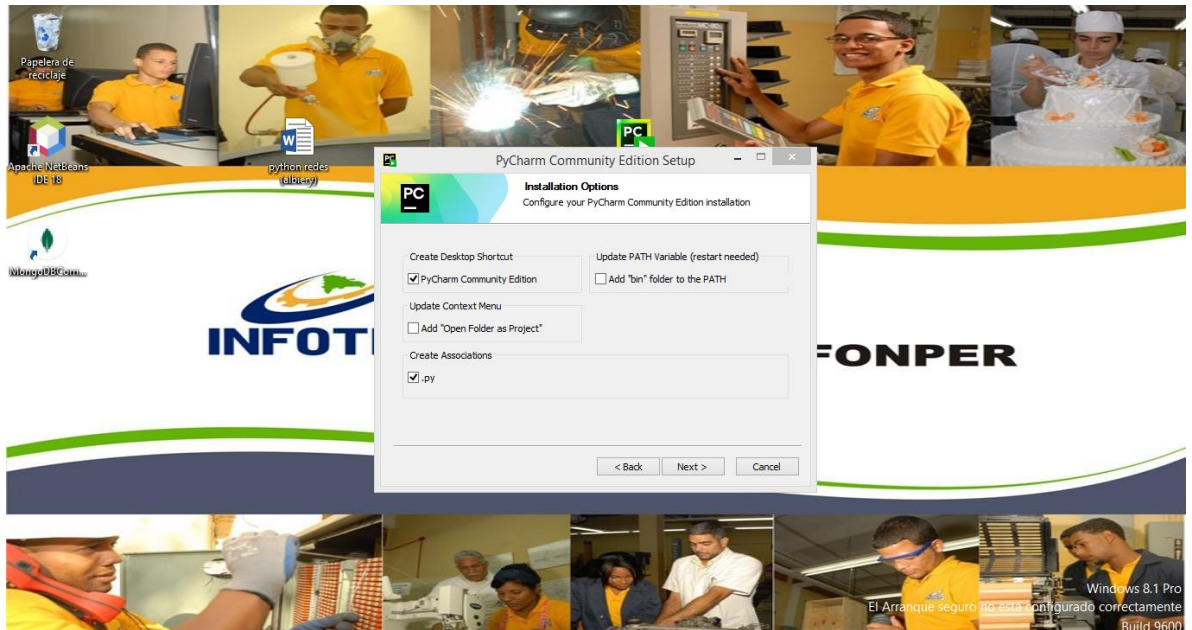 Papelera de
reciclaje
Apache NetBeans
IDE 18
python redes
(albiery)
MongoDBCom...
PC
PyCharm Community Edition Setup
PC
Installation Options
Configure your PyCharm Community Edition installation
Create Desktop Shortcut
PyCharm Community Edition
Update PATH Variable (restart needed)
Add "bin" folder to the PATH
Update Context Menu
Add "Open Folder as Project"
Create Associations
.py
< Back
Next >
Cancel
INFOT
FONPER
Windows 8.1 Pro
El Arranque seguro no está configurado correctamente
Build 9600